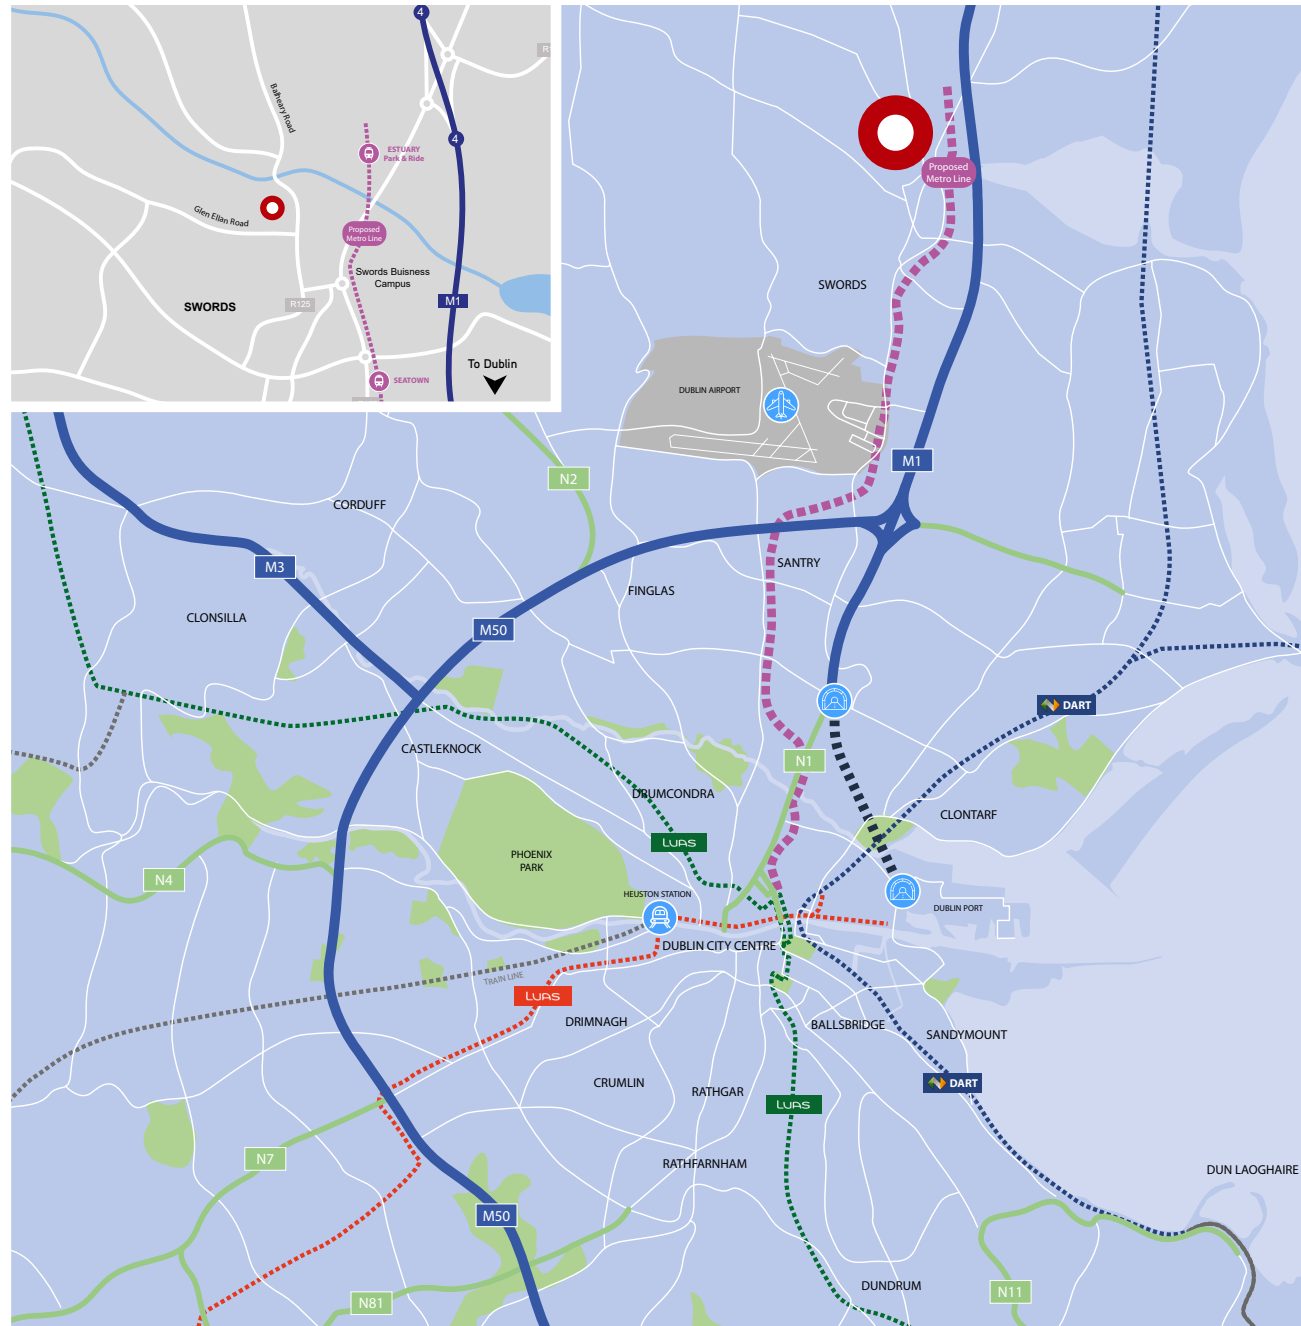 4
R1
Balheary Road
4
ESTUARY
Park & Ride
Glen Ellan Road
Proposed
Metro Line
Swords Buisness
Campus
R125
M1
SWORDS
To Dublin
SEATOWN
Proposed
Metro Line
SWORDS
DUBLIN AIRPORT
M1
N2
CORDUFF
M3
SANTRY
FINGLAS
CLONSILLA
M50
DART
CASTLEKNOCK
N1
DRUMCONDRA
CLONTARF
LUAS
PHOENIX
PARK
N4
HEUSTON STATION
DUBLIN PORT
DUBLIN CITY CENTRE
TRAIN LINE
LUAS
DRIMNAGH
BALLSBRIDGE
SANDYMOUNT
CRUMLIN
RATHGAR
DART
LUAS
N7
RATHFARNHAM
DUN LAOGHAIRE
M50
DUNDRUM
N11
N81